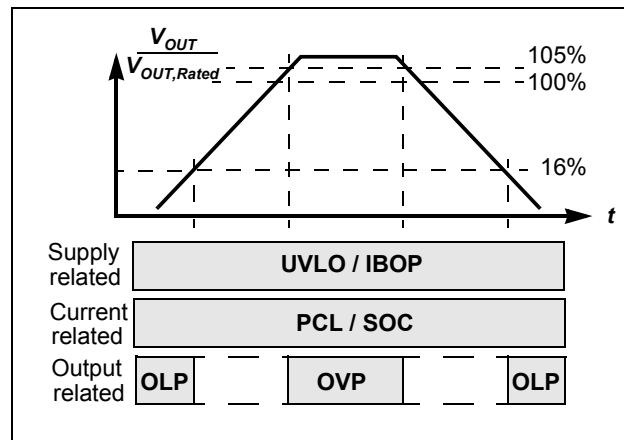 V_OUT
V_OUT,Rated
105%
100%
16%
t
Supply related
UVLO / IBOP
Current related
PCL / SOC
Output related
OLP
OVP
OLP